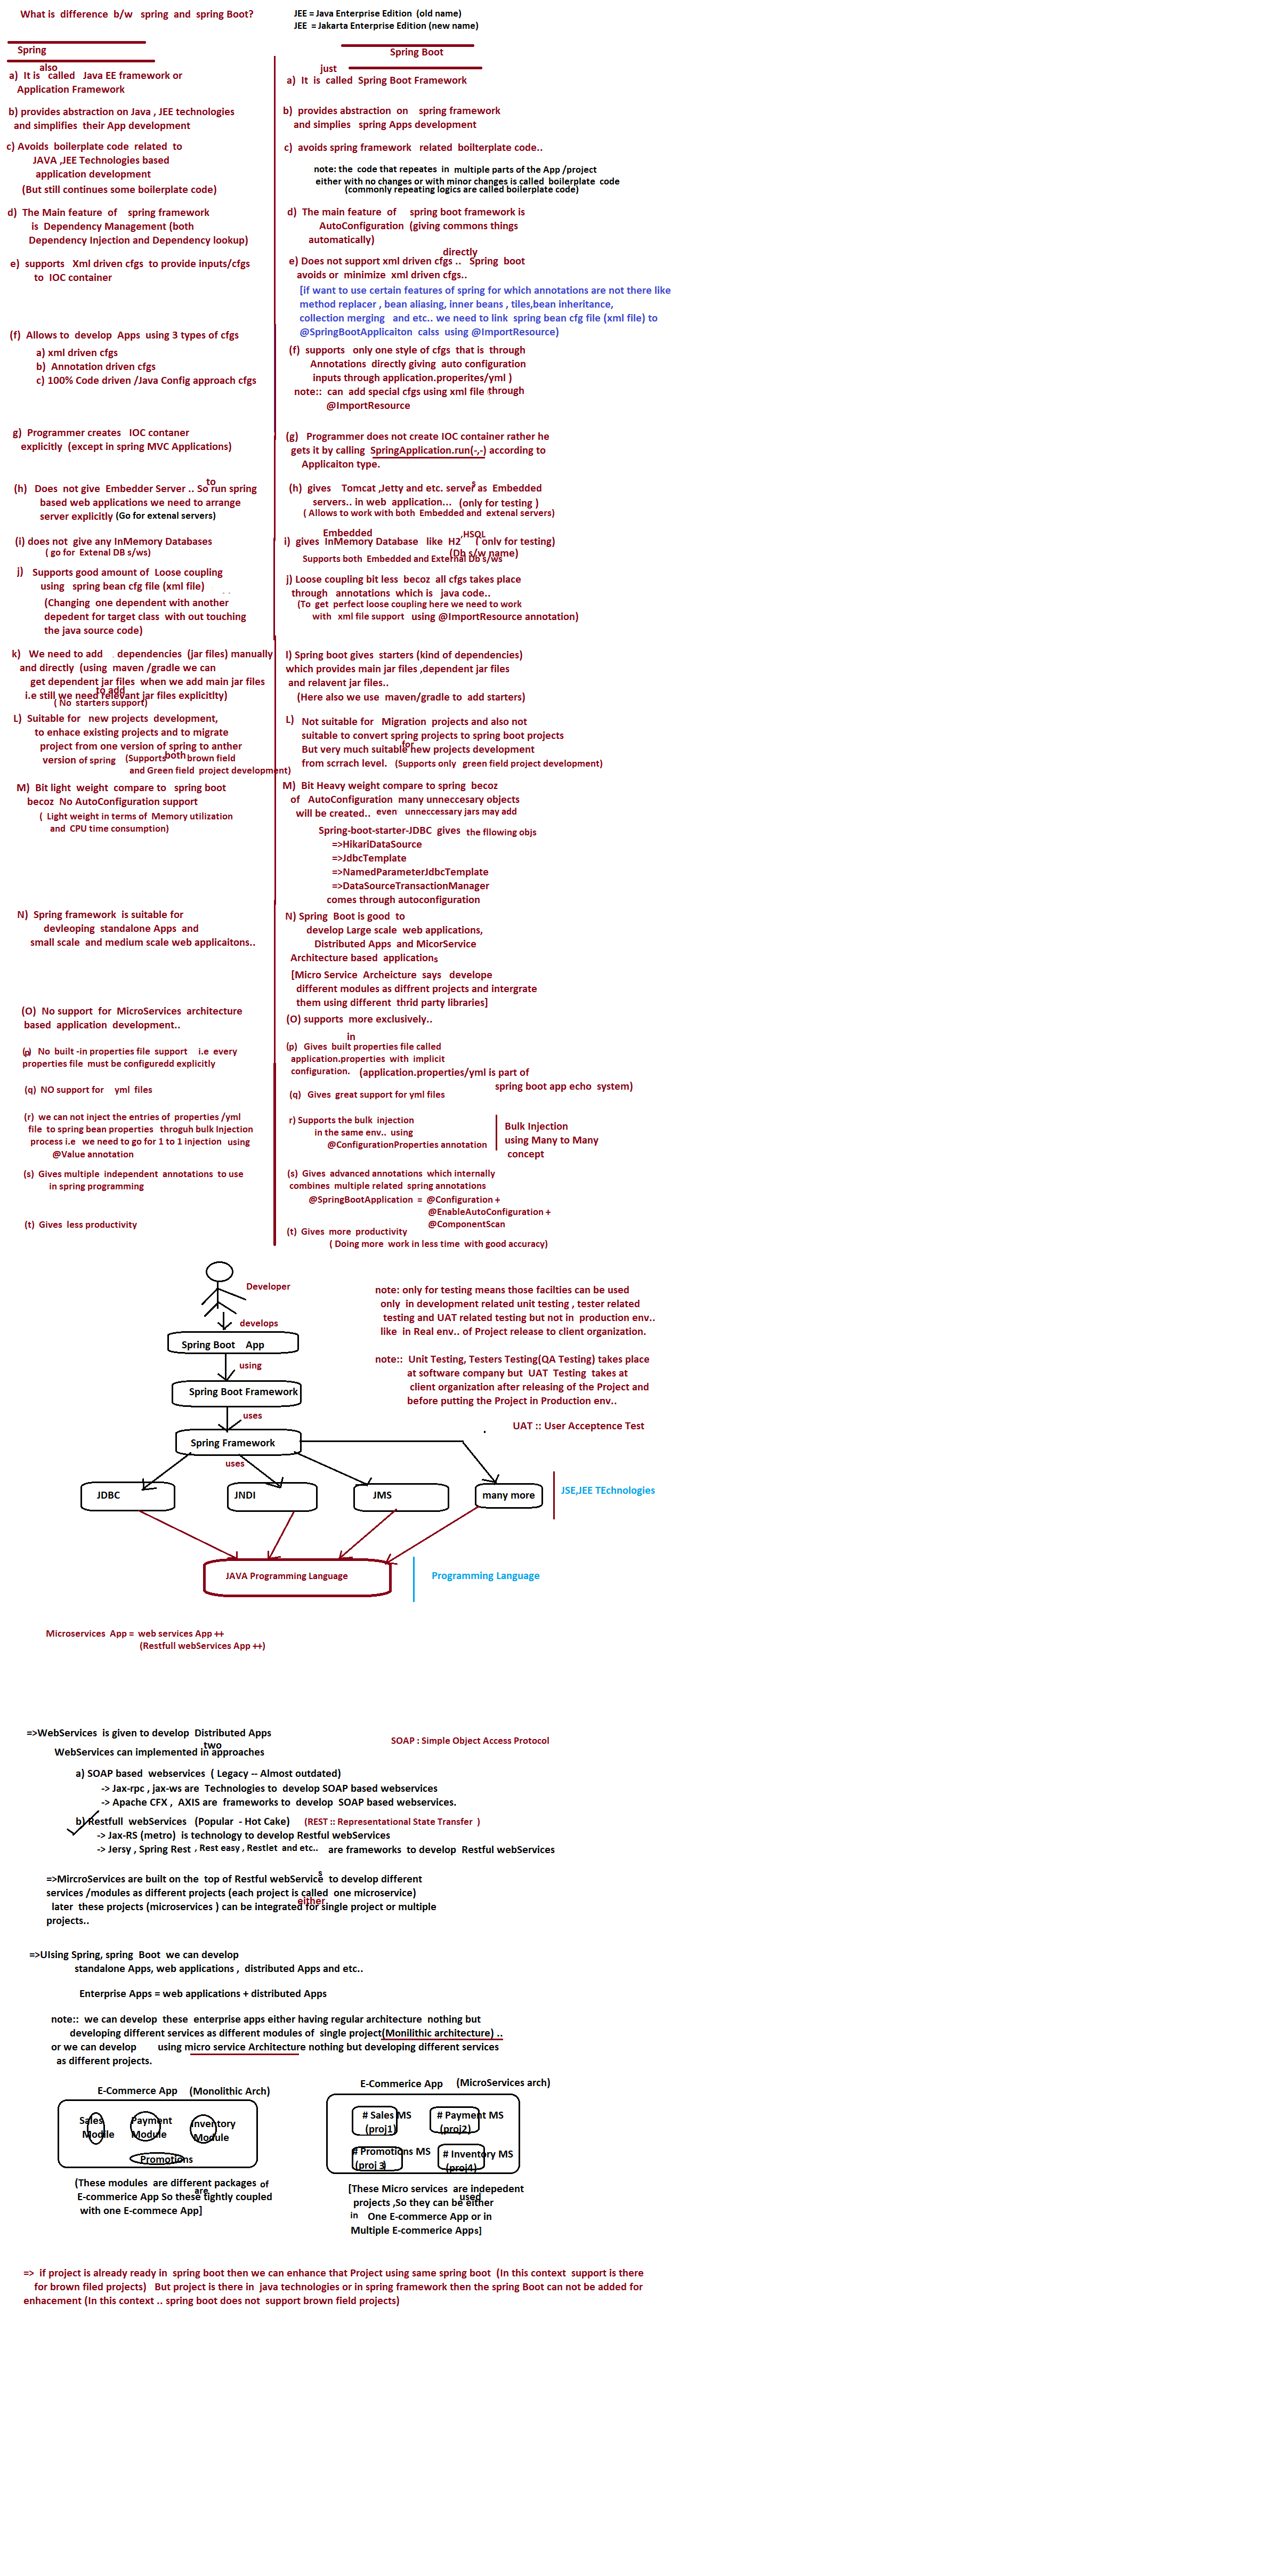 What is difference b/w spring and spring Boot?
JEE = Java Enterprise Edition (old name)
JEE = Jakarta Enterprise Edition (new name)
Spring
also
a) It is called Java EE framework or
Application Framework
b) provides abstraction on Java , JEE technologies
and simplifies their App development
c) Avoids boilerplate code related to
JAVA ,JEE Technologies based
application development
(But still continues some boilerplate code)
d) The Main feature of spring framework
is Dependency Management (both
Dependency Injection and Dependency lookup)
e) supports Xml driven cfgs to provide inputs/cfgs
to IOC container
(f) Allows to develop Apps using 3 types of cfgs
a) xml driven cfgs
b) Annotation driven cfgs
c) 100% Code driven /Java Config approach cfgs
g) Programmer creates IOC contaner
explicitly (except in spring MVC Applications)
to
(h) Does not give Embedder Server .. So run spring
based web applications we need to arrange
server explicitly (Go for extenal servers)
(i) does not give any InMemory Databases
( go for Extenal DB s/ws)
j) Supports good amount of Loose coupling
using spring bean cfg file (xml file)
(Changing one dependent with another
depedent for target class with out touching
the java source code)
k) We need to add dependencies (jar files) manually
and directly (using maven /gradle we can
get dependent jar files when we add main jar files
to add
i.e still we need relevant jar files explicitlty)
( No starters support)
L) Suitable for new projects development,
to enhace existing projects and to migrate
project from one version of spring to anther
version of spring (Supports both brown field
and Green field project development)
M) Bit light weight compare to spring boot
becoz No AutoConfiguration support
( Light weight in terms of Memory utilization
and CPU time consumption)
N) Spring framework is suitable for
devleoping standalone Apps and
small scale and medium scale web applicaitons..
(O) No support for MicroServices architecture
based application development..
(p) No built -in properties file support i.e every
properties file must be configuredd explicitly
(q) NO support for yml files
(r) we can not inject the entries of properties /yml
file to spring bean properties throguh bulk Injection
process i.e we need to go for 1 to 1 injection using
@Value annotation
(s) Gives multiple independent annotations to use
in spring programming
(t) Gives less productivity
Spring Boot
just
a) It is called Spring Boot Framework
b) provides abstraction on spring framework
and simplies spring Apps development
c) avoids spring framework related boilterplate code..
note: the code that repeates in multiple parts of the App /project
either with no changes or with minor changes is called boilerplate code
(commonly repeating logics are called boilerplate code)
d) The main feature of spring boot framework is
AutoConfiguration (giving commons things
automatically)
directly
e) Does not support xml driven cfgs .. Spring boot
avoids or minimize xml driven cfgs..
[if want to use certain features of spring for which annotations are not there like
method replacer , bean aliasing, inner beans , tiles,bean inheritance,
collection merging and etc.. we need to link spring bean cfg file (xml file) to
@SpringBootApplicaiton calss using @ImportResource)
(f) supports only one style of cfgs that is through
Annotations directly giving auto configuration
inputs through application.properites/yml )
note:: can add special cfgs using xml file through
@ImportResource
(g) Programmer does not create IOC container rather he
gets it by calling SpringApplication.run(-,-) according to
Applicaiton type.
(h) gives Tomcat ,Jetty and etc. servers as Embedded
servers.. in web application... (only for testing )
( Allows to work with both Embedded and extenal servers)
Embedded
i) gives InMemory Database like H2 ,HSQL ( only for testing)
(Db s/w name)
Supports both Embedded and External Db s/ws
j) Loose coupling bit less becoz all cfgs takes place
through annotations which is java code..
(To get perfect loose coupling here we need to work
with xml file support using @ImportResource annotation)
l) Spring boot gives starters (kind of dependencies)
which provides main jar files ,dependent jar files
and relavent jar files..
(Here also we use maven/gradle to add starters)
L) Not suitable for Migration projects and also not
suitable to convert spring projects to spring boot projects
for
But very much suitable new projects development
from scrrach level. (Supports only green field project development)
M) Bit Heavy weight compare to spring becoz
of AutoConfiguration many unneccesary objects
will be created.. even unneccessary jars may add
Spring-boot-starter-JDBC gives the fllowing objs
=>HikariDataSource
=>JdbcTemplate
=>NamedParameterJdbcTemplate
=>DataSourceTransactionManager
comes through autoconfiguration
N) Spring Boot is good to
develop Large scale web applications,
Distributed Apps and MicorService
Architecture based applications
[Micro Service Archeicture says develope
different modules as diffrent projects and intergrate
them using different thrid party libraries]
(O) supports more exclusively..
in
(p) Gives built properties file called
application.properties with implicit
configuration. (application.properties/yml is part of
spring boot app echo system)
(q) Gives great support for yml files
r) Supports the bulk injection
in the same env.. using
@ConfigurationProperties annotation
Bulk Injection
using Many to Many
concept
(s) Gives advanced annotations which internally
combines multiple related spring annotations
@SpringBootApplication = @Configuration +
@EnableAutoConfiguration +
@ComponentScan
(t) Gives more productivity
( Doing more work in less time with good accuracy)
Developer
develops
Spring Boot App
using
Spring Boot Framework
uses
Spring Framework
uses
JDBC
JNDI
JMS
many more
JSE,JEE TEchnologies
JAVA Programming Language
Programming Language
note: only for testing means those facilties can be used
only in development related unit testing , tester related
testing and UAT related testing but not in production env..
like in Real env.. of Project release to client organization.
note:: Unit Testing, Testers Testing(QA Testing) takes place
at software company but UAT Testing takes at
client organization after releasing of the Project and
before putting the Project in Production env..
UAT :: User Acceptence Test
Microservices App = web services App ++
(Restfull webServices App ++)
=>WebServices is given to develop Distributed Apps
two
WebServices can implemented in approaches
SOAP : Simple Object Access Protocol
a) SOAP based webservices ( Legacy -- Almost outdated)
-> Jax-rpc , jax-ws are Technologies to develop SOAP based webservices
-> Apache CFX , AXIS are frameworks to develop SOAP based webservices.
b) Restfull webServices (Popular - Hot Cake) (REST :: Representational State Transfer )
-> Jax-RS (metro) is technology to develop Restful webServices
-> Jersy , Spring Rest , Rest easy , Restlet and etc.. are frameworks to develop Restful webServices
=>MircroServices are built on the top of Restful webServices to develop different
services /modules as different projects (each project is called one microservice)
either
later these projects (microservices ) can be integrated for single project or multiple
projects..
=>UIsing Spring, spring Boot we can develop
standalone Apps, web applications , distributed Apps and etc..
Enterprise Apps = web applications + distributed Apps
note:: we can develop these enterprise apps either having regular architecture nothing but
developing different services as different modules of single project(Monilithic architecture) ..
or we can develop using micro service Architecture nothing but developing different services
as different projects.
E-Commerce App (Monolithic Arch)
Sales
Modlle
Payment
Module
Inventory
Module
Promotions
(These modules are different packages of
are
E-commerice App So these tightly coupled
with one E-commece App]
E-Commerice App (MicroServices arch)
# Sales MS
(proj1)
# Payment MS
(proj2)
# Promotions MS
(proj 3)
# Inventory MS
(proj4)
[These Micro services are indepedent
used
projects ,So they can be either
in One E-commerce App or in
Multiple E-commerice Apps]
=> if project is already ready in spring boot then we can enhance that Project using same spring boot (In this context support is there
for brown filed projects) But project is there in java technologies or in spring framework then the spring Boot can not be added for
enhacement (In this context .. spring boot does not support brown field projects)